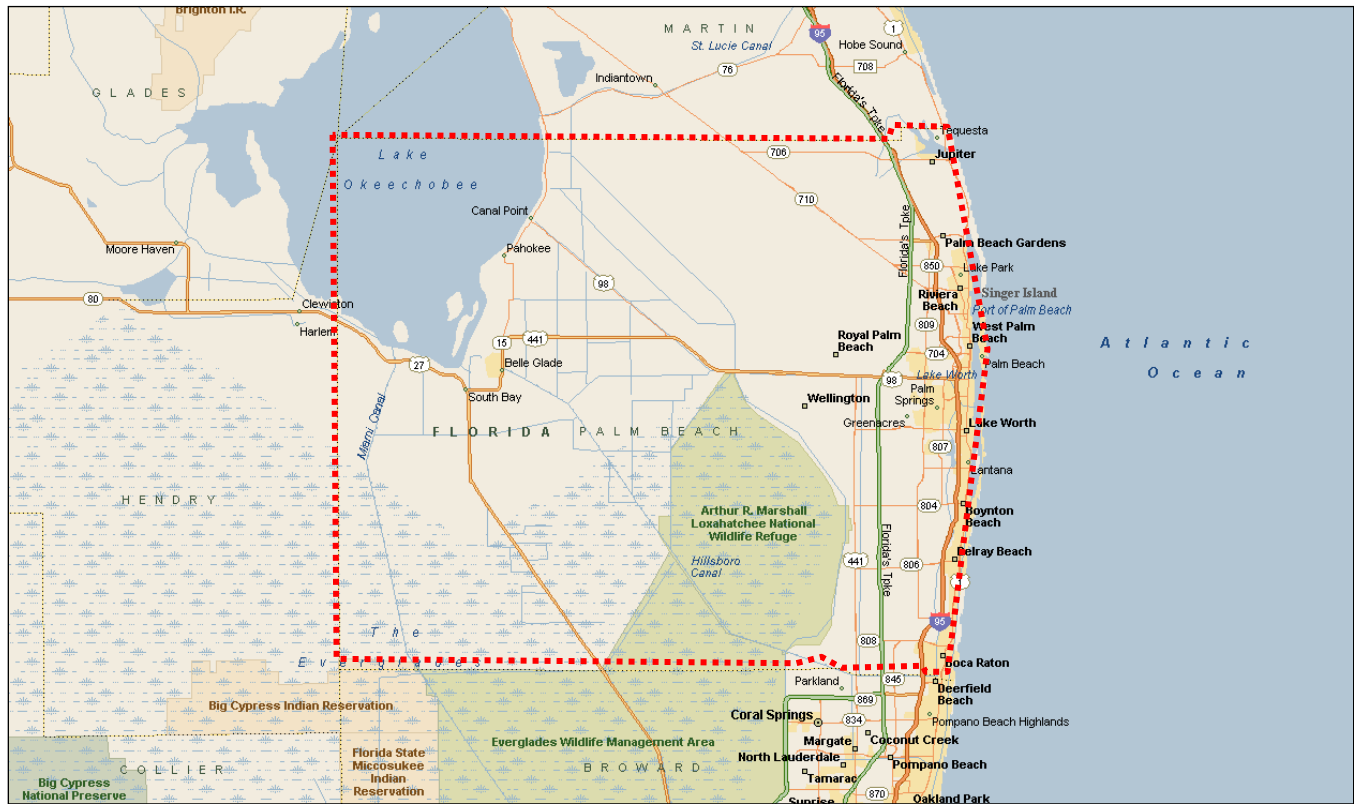 Brighton I.R.
MARTIN
St. Lucie Canal
95
1
Hobe Sound
76
708
Indiantown
GLADES
Florida's Tpke
Tequesta
Lake
Okeechobee
706
Jupiter
710
Canal Point
Florida's Tpke
Moore Haven
Pahokee
Palm Beach Gardens
850
Lake Park
98
Riviera
Beach
Singer Island
Port of Palm Beach
80
Clewiston
Harlem
809
West Palm
Beach
15
441
Royal Palm
Beach
704
Palm Beach
Atlantic
Ocean
27
Belle Glade
98
Lake Worth
South Bay
Palm
Springs
Wellington
Greenacres
Lake Worth
Miami Canal
FLORIDA
PALM BEACH
807
Lantana
HENDRY
Arthur R. Marshall
Loxahatchee National
Wildlife Refuge
804
Boynton
Beach
Florida's Tpke
Delray Beach
Hillsboro
Canal
441
806
1
The
Everglades
95
808
Boca Raton
Parkland
845
Deerfield
Beach
Big Cypress Indian Reservation
869
Coral Springs
834
Pompano Beach Highlands
Everglades Wildlife Management Area
Margate
Coconut Creek
Florida State
Miccosukee
Indian
Reservation
North Lauderdale
Pompano Beach
COLLIER
BROWARD
Tamarac
Big Cypress
National Preserve
870
Sunrise
Oakland Park